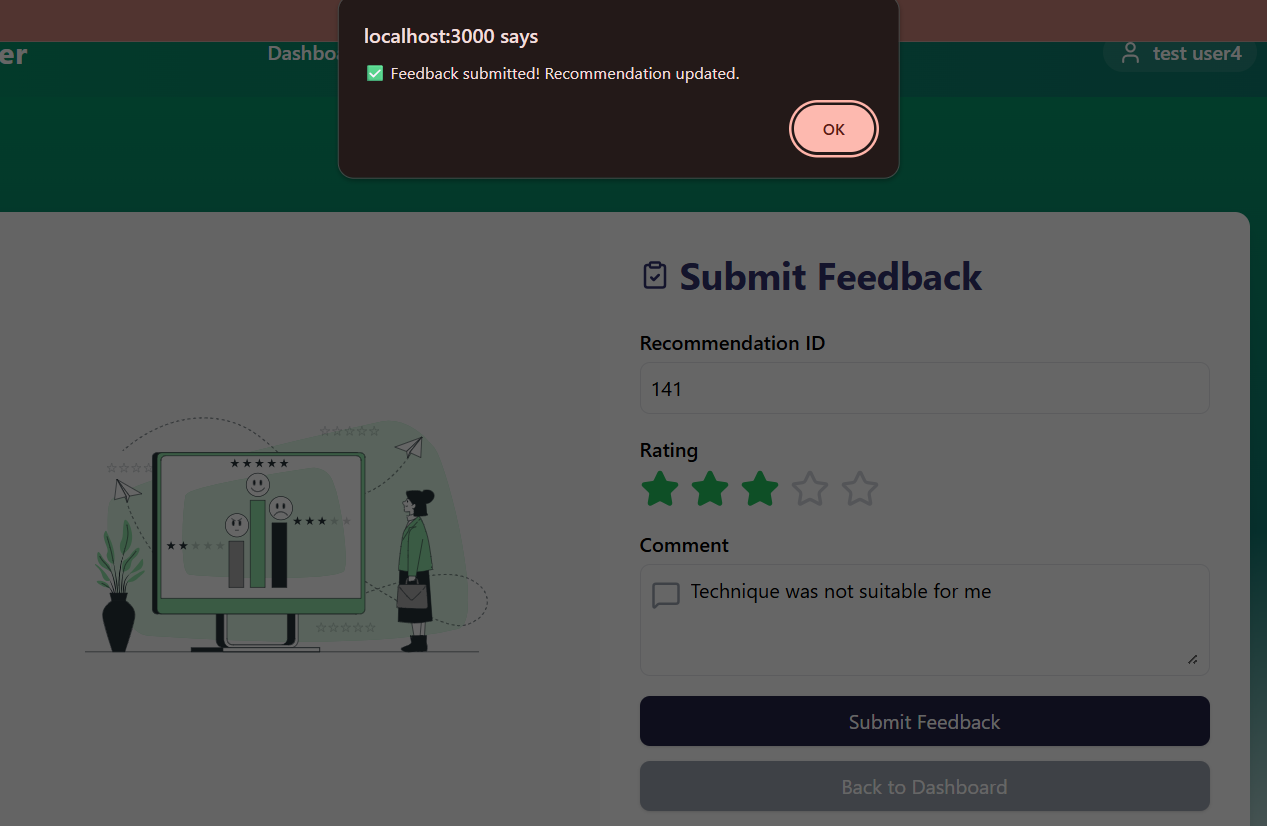 localhost:3000 says
✅ Feedback submitted! Recommendation updated.
OK
er
test user4
Submit Feedback
Recommendation ID
141
Rating
Comment
Technique was not suitable for me
Submit Feedback
Back to Dashboard